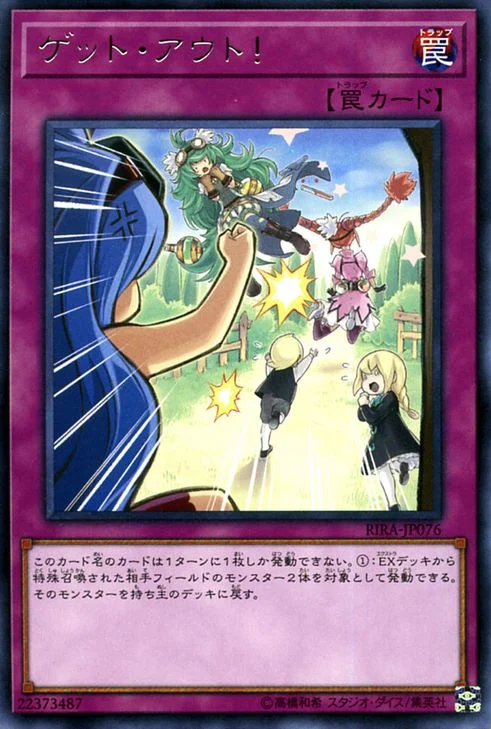 ゲット・アウト!
トラップ
罠
トラップ
【罠カード】
RIRA-JP076
このカード名のカードは1ターンに1枚しか発動できない。①:EXデッキから
特殊召喚された相手フィールドのモンスター2体を対象として発動できる。
そのモンスターを持ち主のデッキに戻す。
22373487
©高橋和希 スタジオ・ダイス/集英社